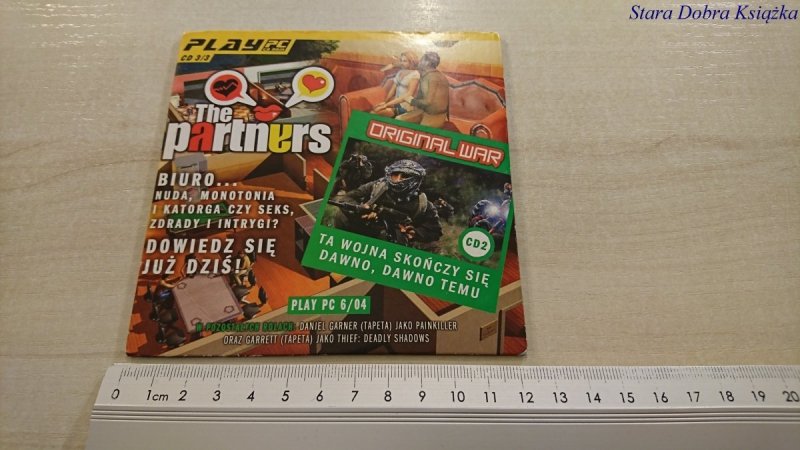 Stara Dobra Książka
PLAY PC
CD 3/3
The
partners
BIURO...
NUDA, MONOTONIA
I KATORGA CZY SEKS,
ZDRADY I INTRYGI?
DOWIEDZ SIĘ
JUŻ DZIŚ!
ORIGINAL WAR
CD2
TA WOJNA SKOŃCZY SIĘ
DAWNO, DAWNO TEMU
PLAY PC 6/04
W POZOSTAŁYCH ROLACH: DANIEL GARNER (TAPETA) JAKO PAINKILLER
ORAZ GARRETT (TAPETA) JAKO THIEF: DEADLY SHADOWS
0 1cm 2 3 4 5 6 7 8 9 10 11 12 13 14 15 16 17 18 19 20